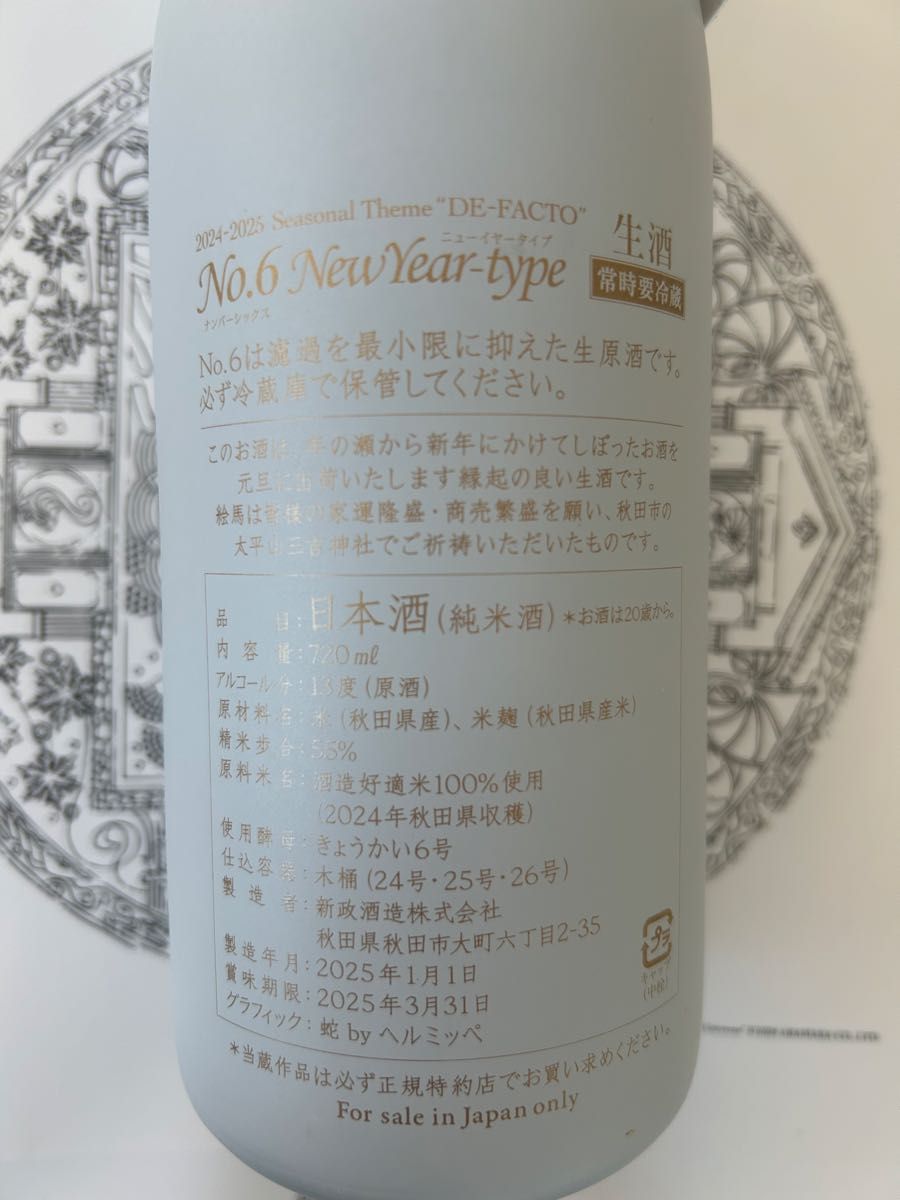 2024-2025 Seasonal Theme "DE-FACTO"
ニューイヤータイプ
No.6 NewYear-type
ナンバーシックス
生酒
常時要冷蔵
No.6は濾過を最小限に抑えた生原酒です。
必ず冷蔵庫で保管してください。
このお酒は、年の瀬から新年にかけてしぼったお酒を
元旦に出荷いたします縁起の良い生酒です。
絵馬は皆様の家運隆盛・商売繁盛を願い、秋田市の
太平山三吉神社でご祈祷いただいたものです。
品目:日本酒(純米酒)*お酒は20歳から。
内容量:720㎖
アルコール分:13度(原酒)
原材料名:米(秋田県産)、米麹(秋田県産米)
精米歩合:55%
原料米名:酒造好適米100%使用
(2024年秋田県収穫)
使用酵母:きょうかい6号
仕込容器:木桶(24号・25号・26号)
製造者:新政酒造株式会社
秋田県秋田市大町六丁目2-35
製造年月:2025年1月1日
賞味期限:2025年3月31日
グラフィック:蛇 by ヘルミッペ
プラ
キャップ
(中栓)
*当蔵作品は必ず正規特約店でお買い求めください。
For sale in Japan only